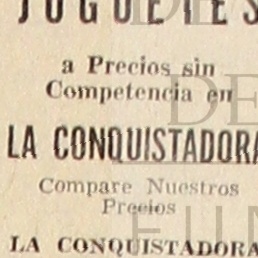 JUGUETES
a Precios sin
Competencia en
LA CONQUISTADORA
Compare Nuestros
Precios
LA CONQUISTADORA